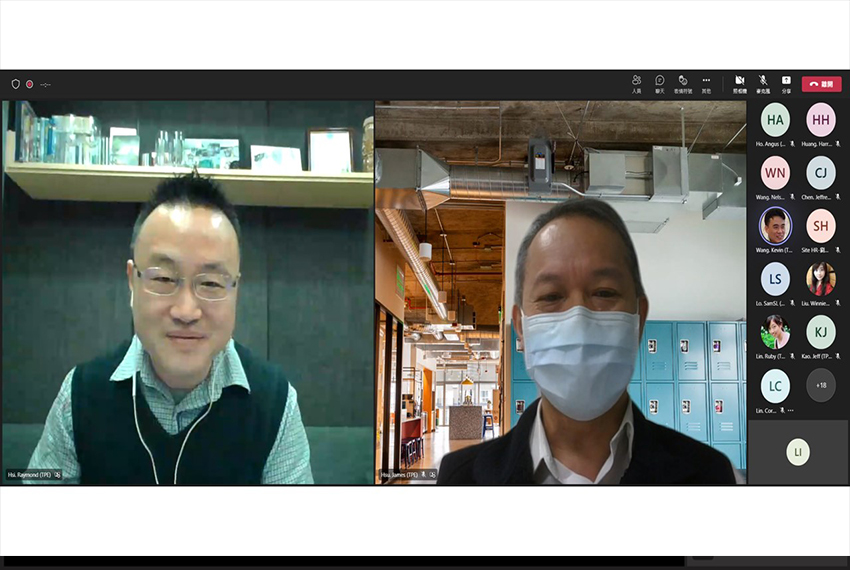 人員
聊天
其他
照相機
麥克風
分享
離開
HA
HH
Ho, Angus (...
Huang, Harr...
WN
CJ
Wang, Nels...
Chen, Jeffre...
SH
Wang, Kevin (T...
Site HR-
LS
Lo, SamSL (...
Liu, Winnie...
KJ
Lin, Ruby (T...
Kao, Jeff (TP...
LC
+18
Lin, Cor...
LI
Hsi, Raymond (TPE)
Hsu, James (TPE)